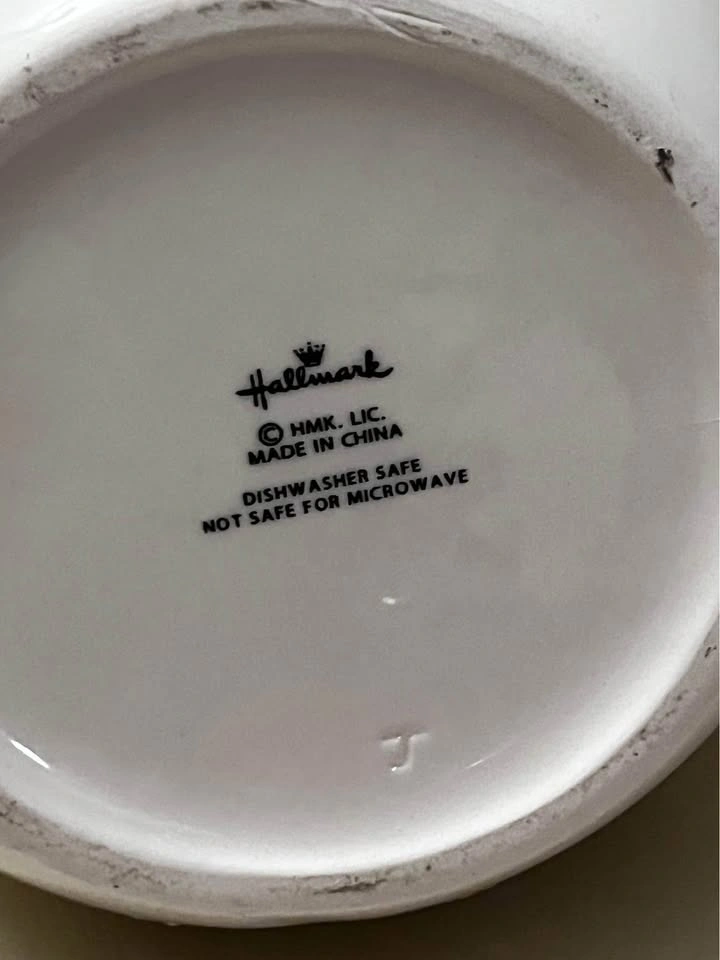 Hallmark
© HMK. LIC.
MADE IN CHINA
DISHWASHER SAFE
NOT SAFE FOR MICROWAVE
J